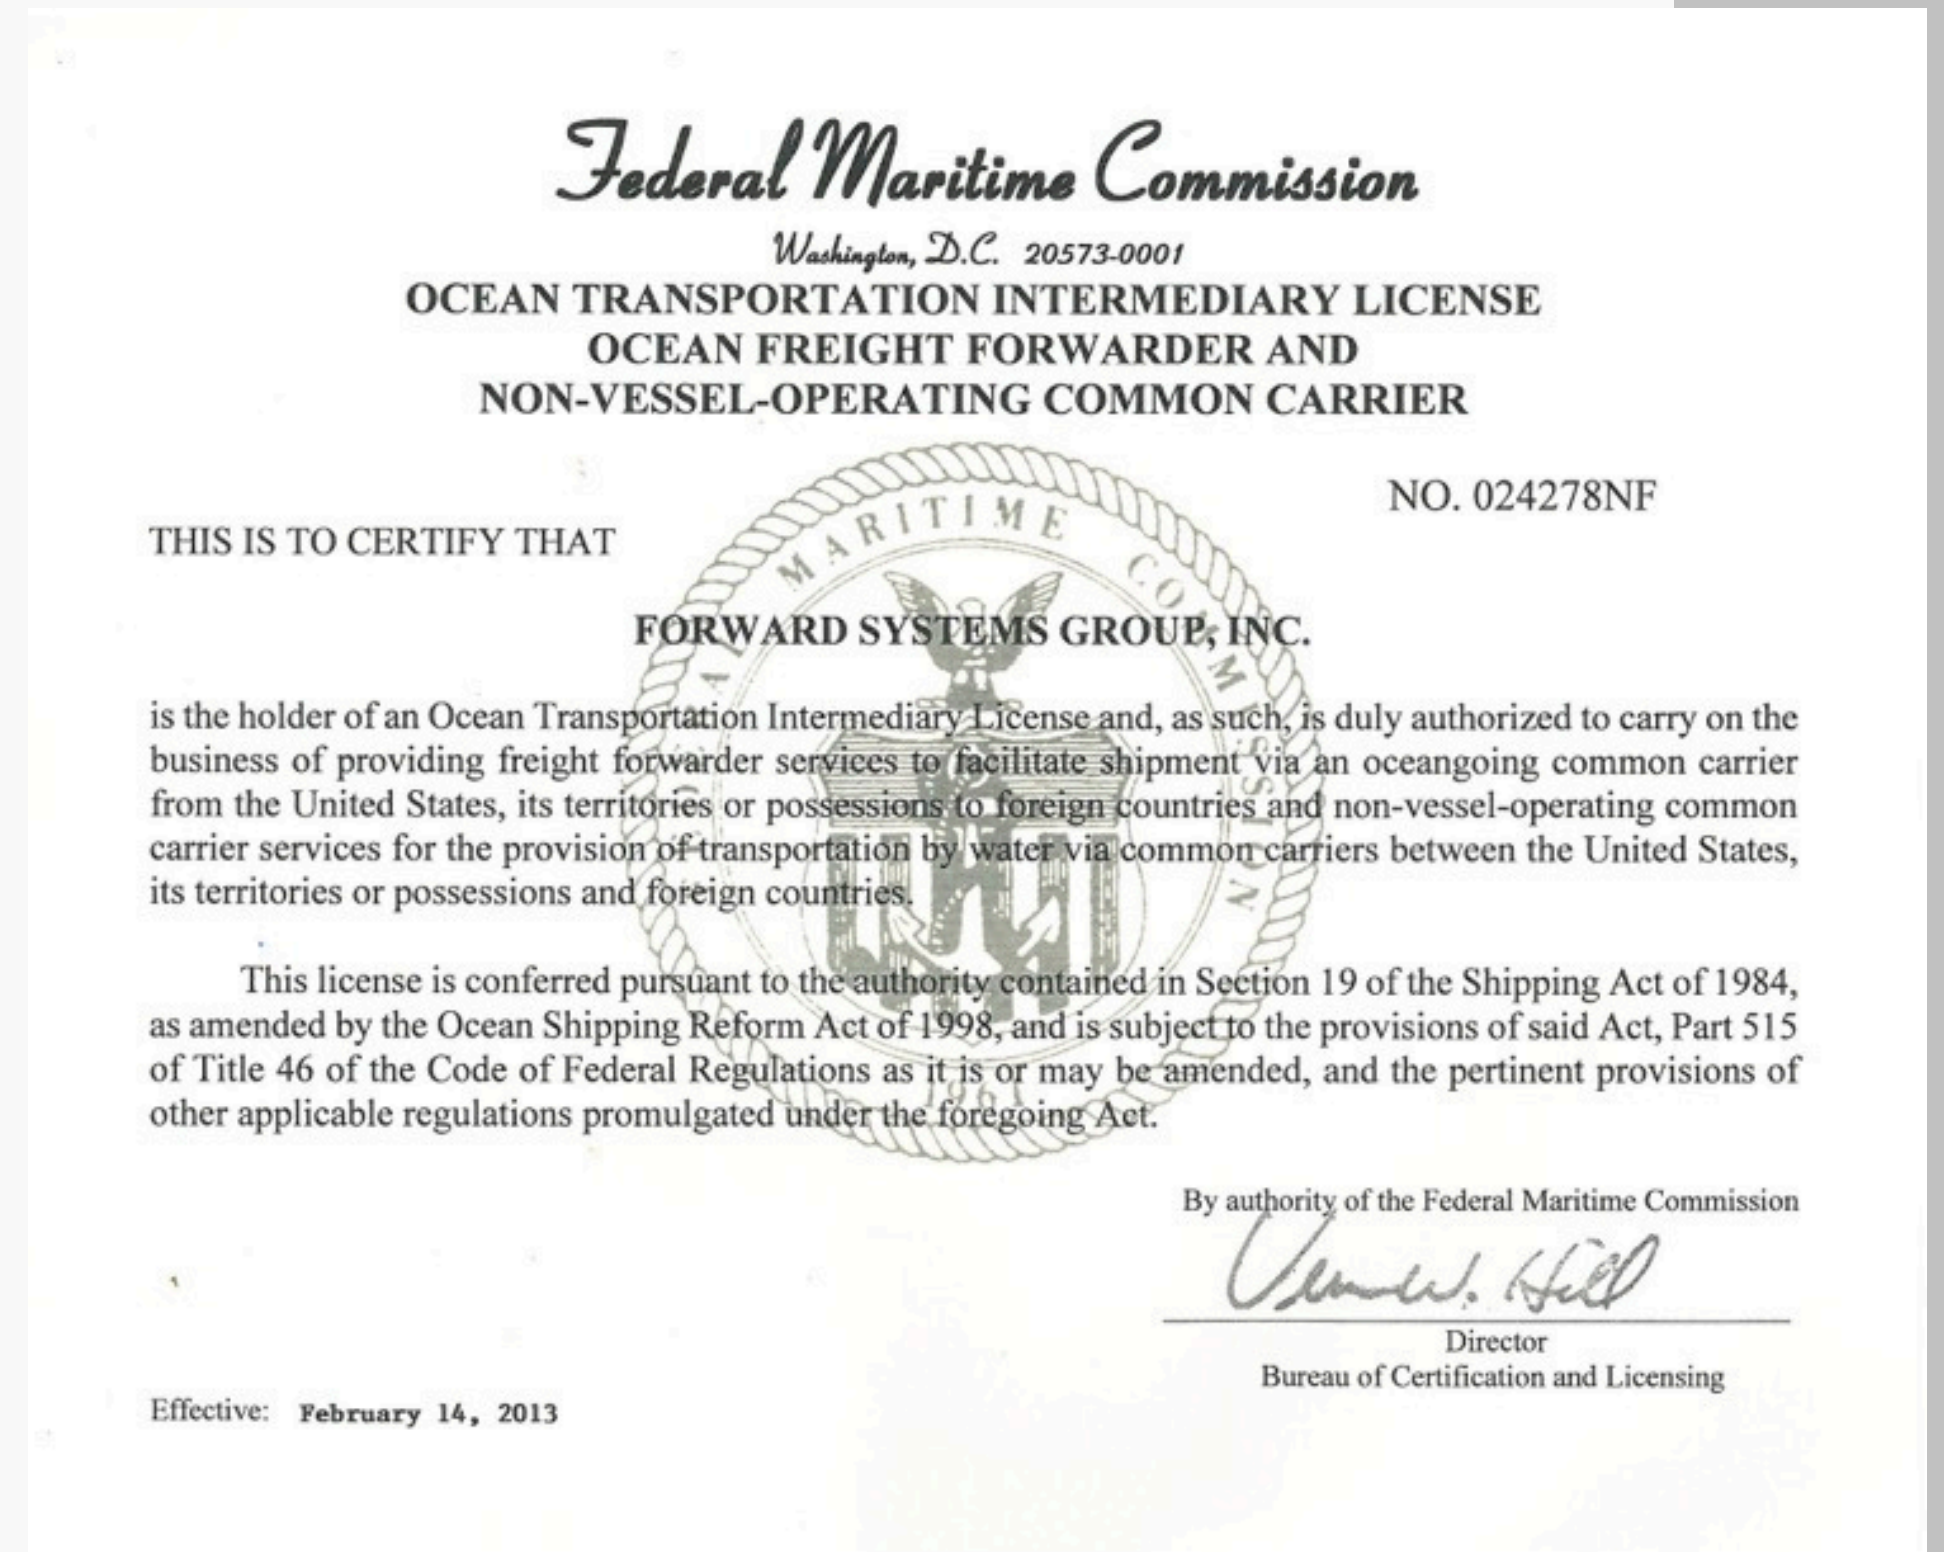 Federal Maritime Commission
Washington, D.C. 20573-0001
OCEAN TRANSPORTATION INTERMEDIARY LICENSE
OCEAN FREIGHT FORWARDER AND
NON-VESSEL-OPERATING COMMON CARRIER
NO. 024278NF
THIS IS TO CERTIFY THAT
FORWARD SYSTEMS GROUP, INC.
is the holder of an Ocean Transportation Intermediary License and, as such, is duly authorized to carry on the
business of providing freight forwarder services to facilitate shipment via an oceangoing common carrier
from the United States, its territories or possessions to foreign countries and non-vessel-operating common
carrier services for the provision of transportation by water via common carriers between the United States,
its territories or possessions and foreign countries.
This license is conferred pursuant to the authority contained in Section 19 of the Shipping Act of 1984,
as amended by the Ocean Shipping Reform Act of 1998, and is subject to the provisions of said Act, Part 515
of Title 46 of the Code of Federal Regulations as it is or may be amended, and the pertinent provisions of
other applicable regulations promulgated under the foregoing Act.
FEDERAL MARITIME COMMISSION
1961
By authority of the Federal Maritime Commission
W. Hill
Director
Bureau of Certification and Licensing
Effective: February 14, 2013